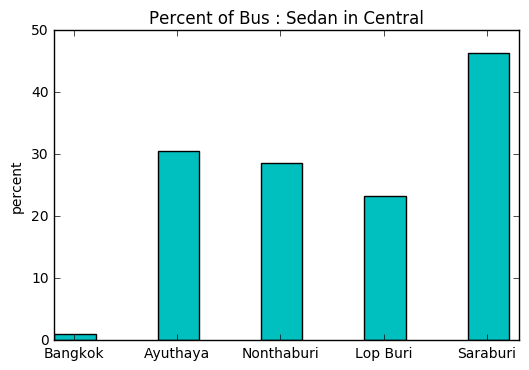 Percent of Bus : Sedan in Central
50
40
30
20
10
0
percent
Bangkok Ayuthaya Nonthaburi Lop Buri Saraburi